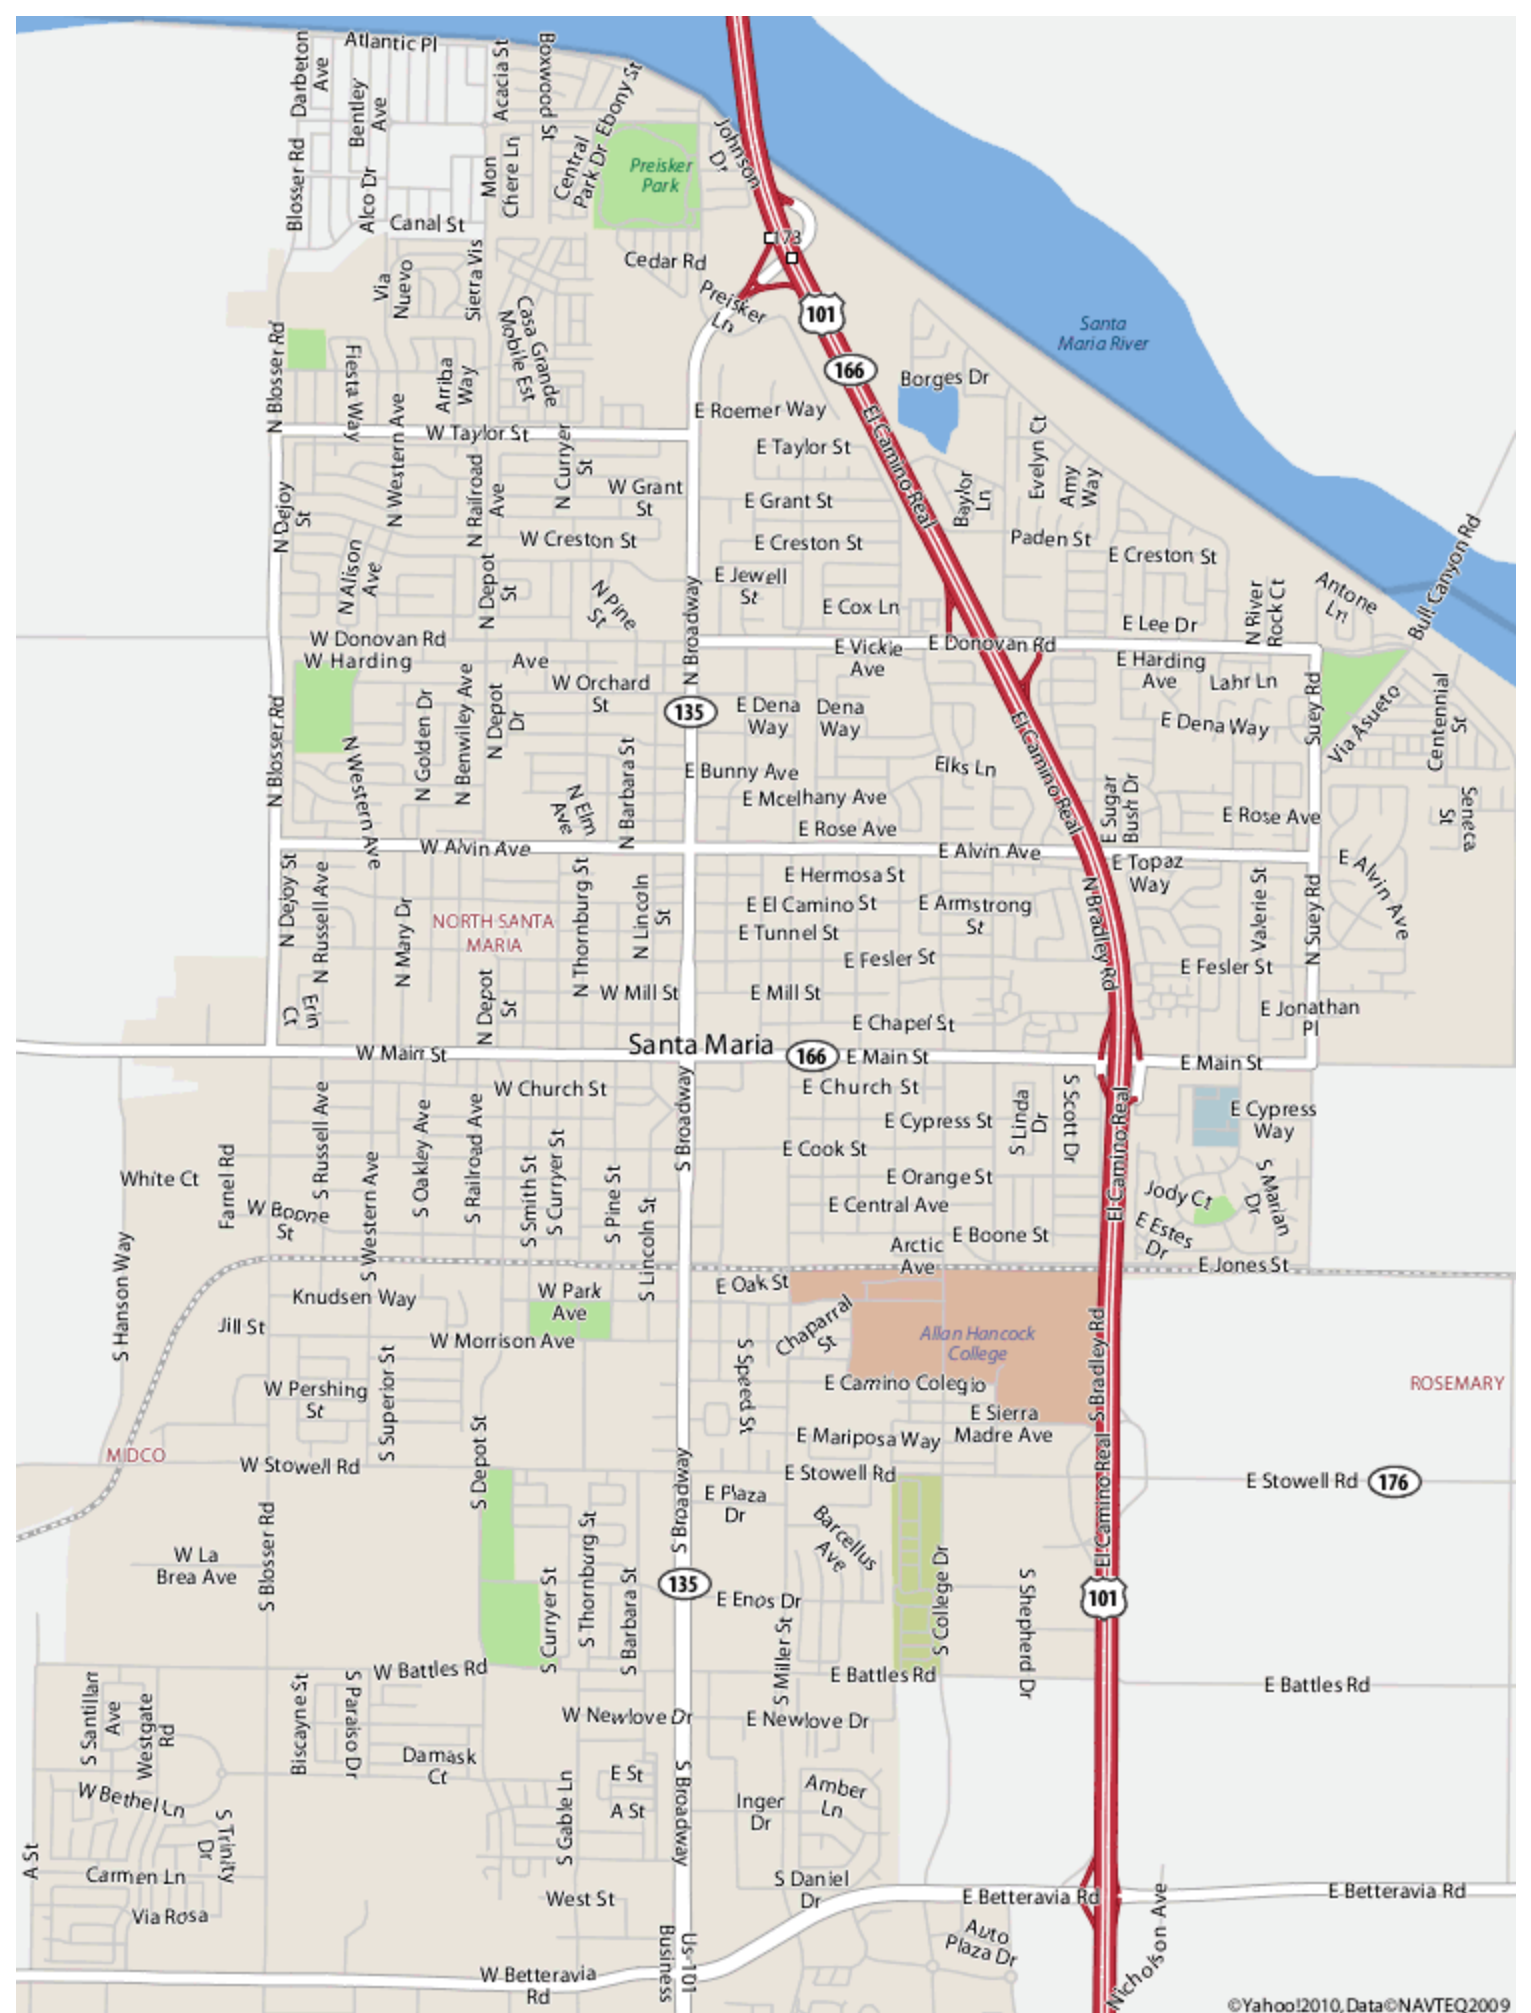 Atlantic Pl
Darbeton
Ave
Bentley
Ave
Acacia St
Boxwood
St
Ebony St
Central
Park Dr
Blosser Rd
Alco Dr
Mon
Chere Ln
Preisker
Park
Johnson
Dr
Canal St
Cedar Rd
173
Via
Nuevo
Sierra Vis
Preisker
Ln
101
Casa Grande
Mobile Est
Santa
Maria River
N Blosser Rd
Fiesta Way
Arriba
Way
166
Borges Dr
N Western Ave
E Roemer Way
El Camino Real
W Taylor St
E Taylor St
N Curryer
St
N Railroad
Ave
Evelyn Ct
Amy
Way
Baylor
Ln
W Grant
St
E Grant St
N Dejoy
St
W Creston St
E Creston St
Paden St
E Creston St
Bull Canyon Rd
N Alison
Ave
N Depot
St
N Pine
St
E Jewell
St
E Cox Ln
N River
Rock Ct
Antone
Ln
E Lee Dr
N Broadway
W Donovan Rd
W Harding
Ave
E Vickie
Ave
E Donovan Rd
E Harding
Ave
Lahr Ln
W Orchard
St
135
E Dena
Way
Dena
Way
E Dena Way
Suey Rd
Via Asueto
Centennial
St
N Blosser Rd
N Western Ave
N Golden Dr
N Benwiley Ave
N Depot
Dr
El Camino Real
E Bunny Ave
Elks Ln
N Elm
Ave
N Barbara St
E Mcelhany Ave
E Rose Ave
E Sugar
Bush Dr
E Rose Ave
Seneca
St
W Alvin Ave
E Alvin Ave
E Topaz
Way
E Alvin Ave
N Dejoy St
N Russell Ave
N Mary Dr
NORTH SANTA
MARIA
N Thornburg St
N Lincoln
St
E Hermosa St
E El Camino St
E Armstrong
St
E Tunnel St
N Bradley Rd
Valerie St
N Suey Rd
E Fesler St
E Fesler St
Erin
Ct
N Depot
St
W Mill St
E Mill St
E Chapel St
E Jonathan
Pl
W Main St
Santa Maria
166
E Main St
E Main St
W Church St
E Church St
S Russell Ave
S Oakley Ave
S Railroad Ave
S Broadway
E Cypress St
S Linda
Dr
S Scott Dr
El Camino Real
E Cypress
Way
White Ct
Farnel Rd
S Western Ave
S Smith St
S Curryer St
S Pine St
S Lincoln St
E Cook St
E Orange St
E Central Ave
Jody Ct
S Marian
Dr
W Boone
St
E Boone St
E Estes
Dr
Arctic
Ave
E Jones St
S Hanson Way
E Oak St
Knudsen Way
W Park
Ave
Jill St
W Morrison Ave
Chaparral
St
Allan Hancock
College
S Bradley Rd
S Speed St
W Pershing
St
S Superior St
E Camino Colegio
ROSEMARY
E Sierra
Madre Ave
E Mariposa Way
MIDCO
W Stowell Rd
S Depot St
S Broadway
E Stowell Rd
El Camino Real
E Stowell Rd
176
E Plaza
Dr
Barcellus
Ave
W La
Brea Ave
S Blosser Rd
S Curryer St
S Thornburg St
S Barbara St
135
E Enos Dr
S College Dr
S Shepherd Dr
101
S Miller St
W Battles Rd
E Battles Rd
E Battles Rd
S Santillan
Ave
Westgate
Rd
Biscayne St
S Paraiso Dr
W Newlove Dr
E Newlove Dr
Damask
Ct
S Gable Ln
E St
A St
S Broadway
Inger
Dr
Amber
Ln
W Bethel Ln
S Trinity
Dr
A St
Carmen Ln
Via Rosa
West St
S Daniel
Dr
E Betteravia Rd
E Betteravia Rd
Nicholson Ave
Auto
Plaza Dr
W Betteravia
Rd
Us-101
Business
©Yahoo!2010, Data©NAVTEQ2009